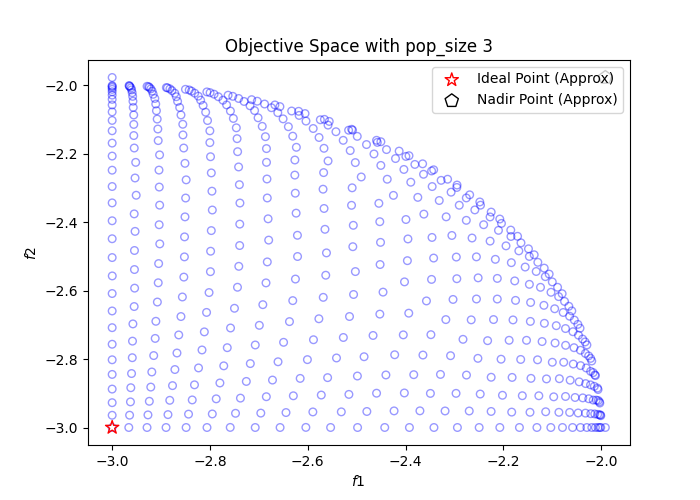 Objective Space with pop_size 3
Ideal Point (Approx)
Nadir Point (Approx)
f2
−2.0
−2.2
−2.4
−2.6
−2.8
−3.0
−3.0 −2.8 −2.6 −2.4 −2.2 −2.0
f1